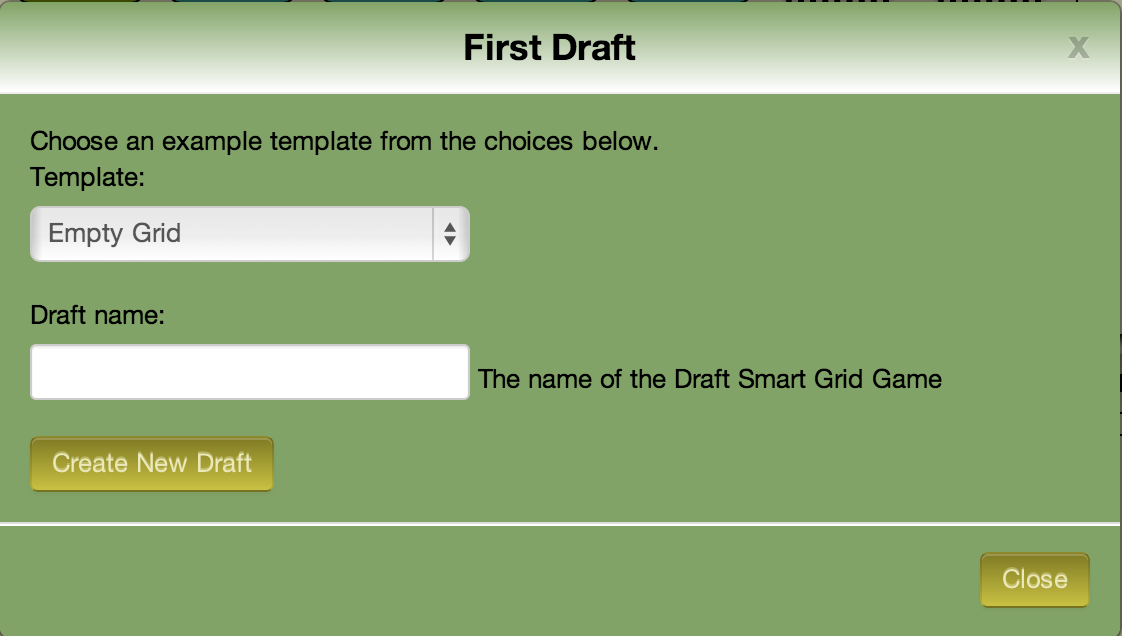 First Draft
x
Choose an example template from the choices below.
Template:
Empty Grid
Draft name:
The name of the Draft Smart Grid Game
Create New Draft
Close